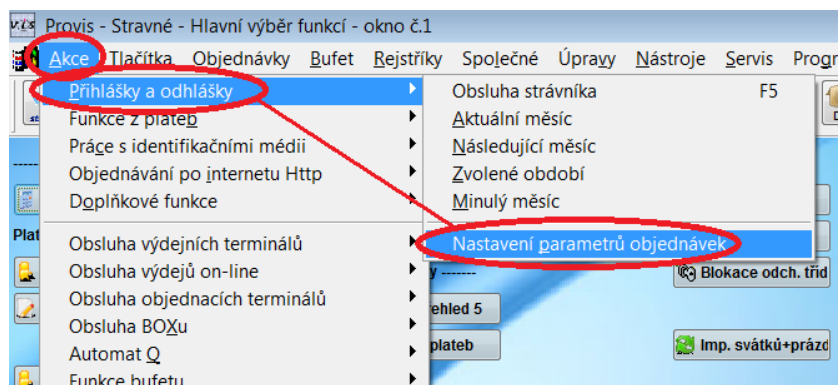 v.i.s Provis - Stravné - Hlavní výběr funkcí - okno č.1
Akce Tlačítka Objednávky Bufet Rejstříky Společné Úpravy Nástroje Servis
Přihlášky a odhlášky
Funkce z plateb
Práce s identifikačními médii
Objednávání po internetu Http
Doplňkové funkce
Obsluha výdejních terminálů
Obsluha výdejů on-line
Obsluha objednacích terminálů
Obsluha BOXu
Automat Q
Funkce bufetu
Obsluha strávníka F5
Aktuální měsíc
Následující měsíc
Zvolené období
Minulý měsíc
Nastavení parametrů objednávek
Plat
Blokace odch. tříd
ehled 5
plateb
Imp. svátků+prázd